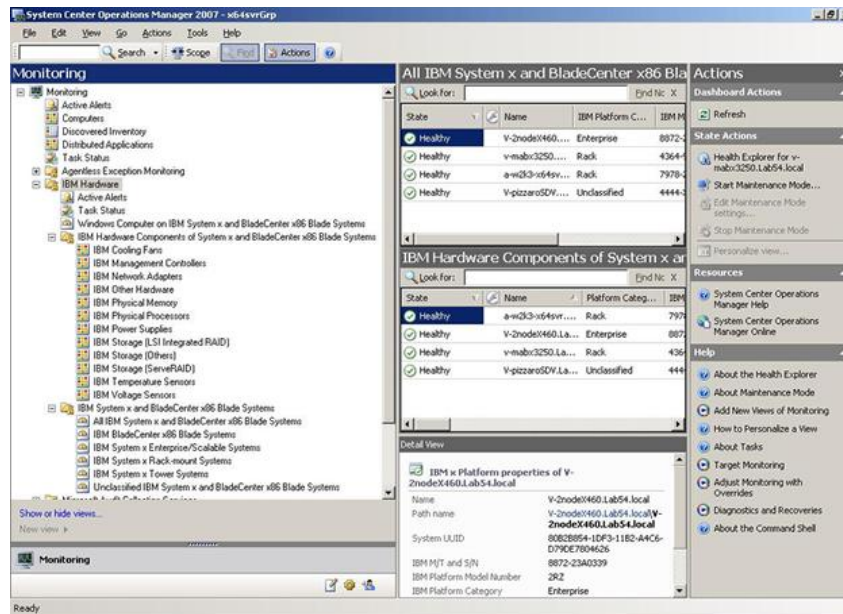 System Center Operations Manager 2007 - x64svrGrp
File Edit View Go Actions Tools Help
Search Scope Find Actions
Monitoring
Monitoring
Active Alerts
Computers
Discovered Inventory
Distributed Applications
Task Status
Agentless Exception Monitoring
IBM Hardware
Active Alerts
Task Status
Windows Computer on IBM System x and BladeCenter x86 Blade Systems
IBM Hardware Components of System x and BladeCenter x86 Blade Systems
IBM Cooling Fans
IBM Management Controllers
IBM Network Adapters
IBM Other Hardware
IBM Physical Memory
IBM Physical Processors
IBM Power Supplies
IBM Storage (LSI Integrated RAID)
IBM Storage (Others)
IBM Storage (ServeRAID)
IBM Temperature Sensors
IBM Voltage Sensors
IBM System x and BladeCenter x86 Blade Systems
All IBM System x and BladeCenter x86 Blade Systems
IBM BladeCenter x86 Blade Systems
IBM System x Enterprise/Scalable Systems
IBM System x Rack-mount Systems
IBM System x Tower Systems
Unclassified IBM System x and BladeCenter x86 Blade Systems
Show or hide views...
New view
Monitoring
Ready
All IBM System x and BladeCenter x86 Bla
Look for: Find Nc X
State Name IBM Platform C... IBM M
Healthy V-2nodeX460.... Enterprise 8872-
Healthy v-mabx3250.... Rack 4364-
Healthy a-w2k3-x64sv... Rack 7978-
Healthy V-pizzaroSDV.... Unclassified 4444-
IBM Hardware Components of System x ar
Look for: Find Nc X
State Name Platform Categ... IBM
Healthy a-w2k3-x64svr.... Rack 797
Healthy V-2nodeX460.La... Enterprise 887
Healthy v-mabx3250.La... Rack 436
Healthy V-pizzaroSDV.La... Unclassified 444
Detail View
IBM x Platform properties of V-
2nodeX460.Lab54.local
Name V-2nodeX460.Lab54.local
Path name V-2nodeX460.Lab54.local\V-
2nodeX460.Lab54.local
System UUID 80B2B854-1DF3-11B2-A4C6-
D79DE7804626
IBM M/T and S/N 8872-23A0339
IBM Platform Model Number 2RZ
IBM Platform Category Enterprise
Actions
Dashboard Actions
Refresh
State Actions
Health Explorer for v-
mabx3250.Lab54.local
Start Maintenance Mode...
Edit Maintenance Mode
settings...
Stop Maintenance Mode
Personalize view...
Resources
System Center Operations
Manager Help
System Center Operations
Manager Online
Help
About the Health Explorer
About Maintenance Mode
Add New Views of Monitoring
How to Personalize a View
About Tasks
Target Monitoring
Adjust Monitoring with
Overrides
Diagnostics and Recoveries
About the Command Shell